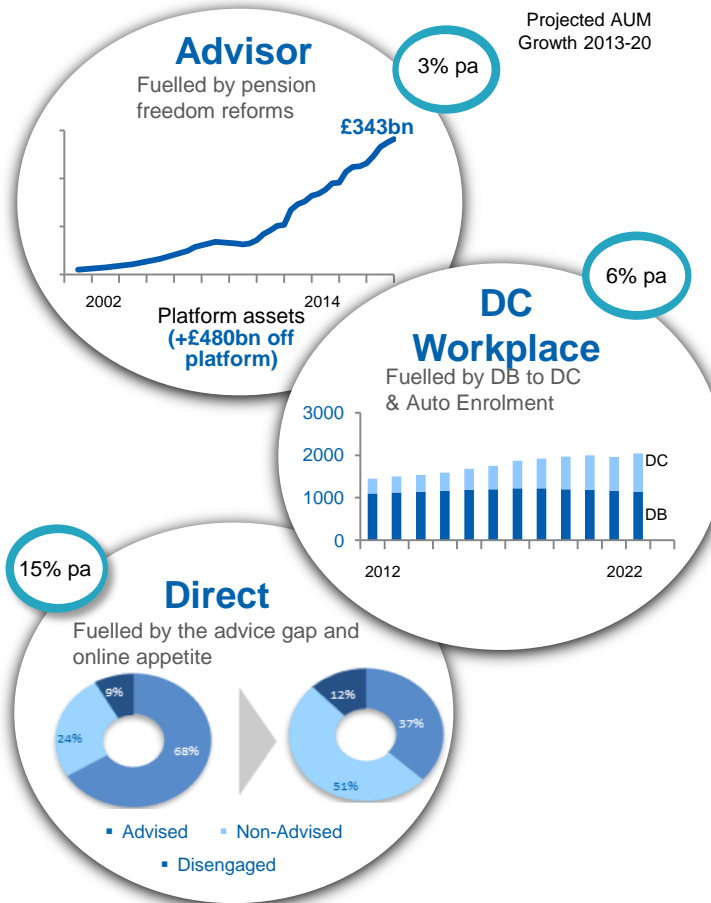 Projected AUM
Growth 2013-20
Advisor
3% pa
Fuelled by pension
freedom reforms
£343bn
2002
2014
Platform assets
(+£480bn off
platform)
6% pa
DC
Workplace
Fuelled by DB to DC
& Auto Enrolment
3000
2000
1000
0
DC
DB
2012
2022
15% pa
Direct
Fuelled by the advice gap and
online appetite
9%
24%
68%
12%
37%
51%
▪ Advised ▪ Non-Advised
▪ Disengaged